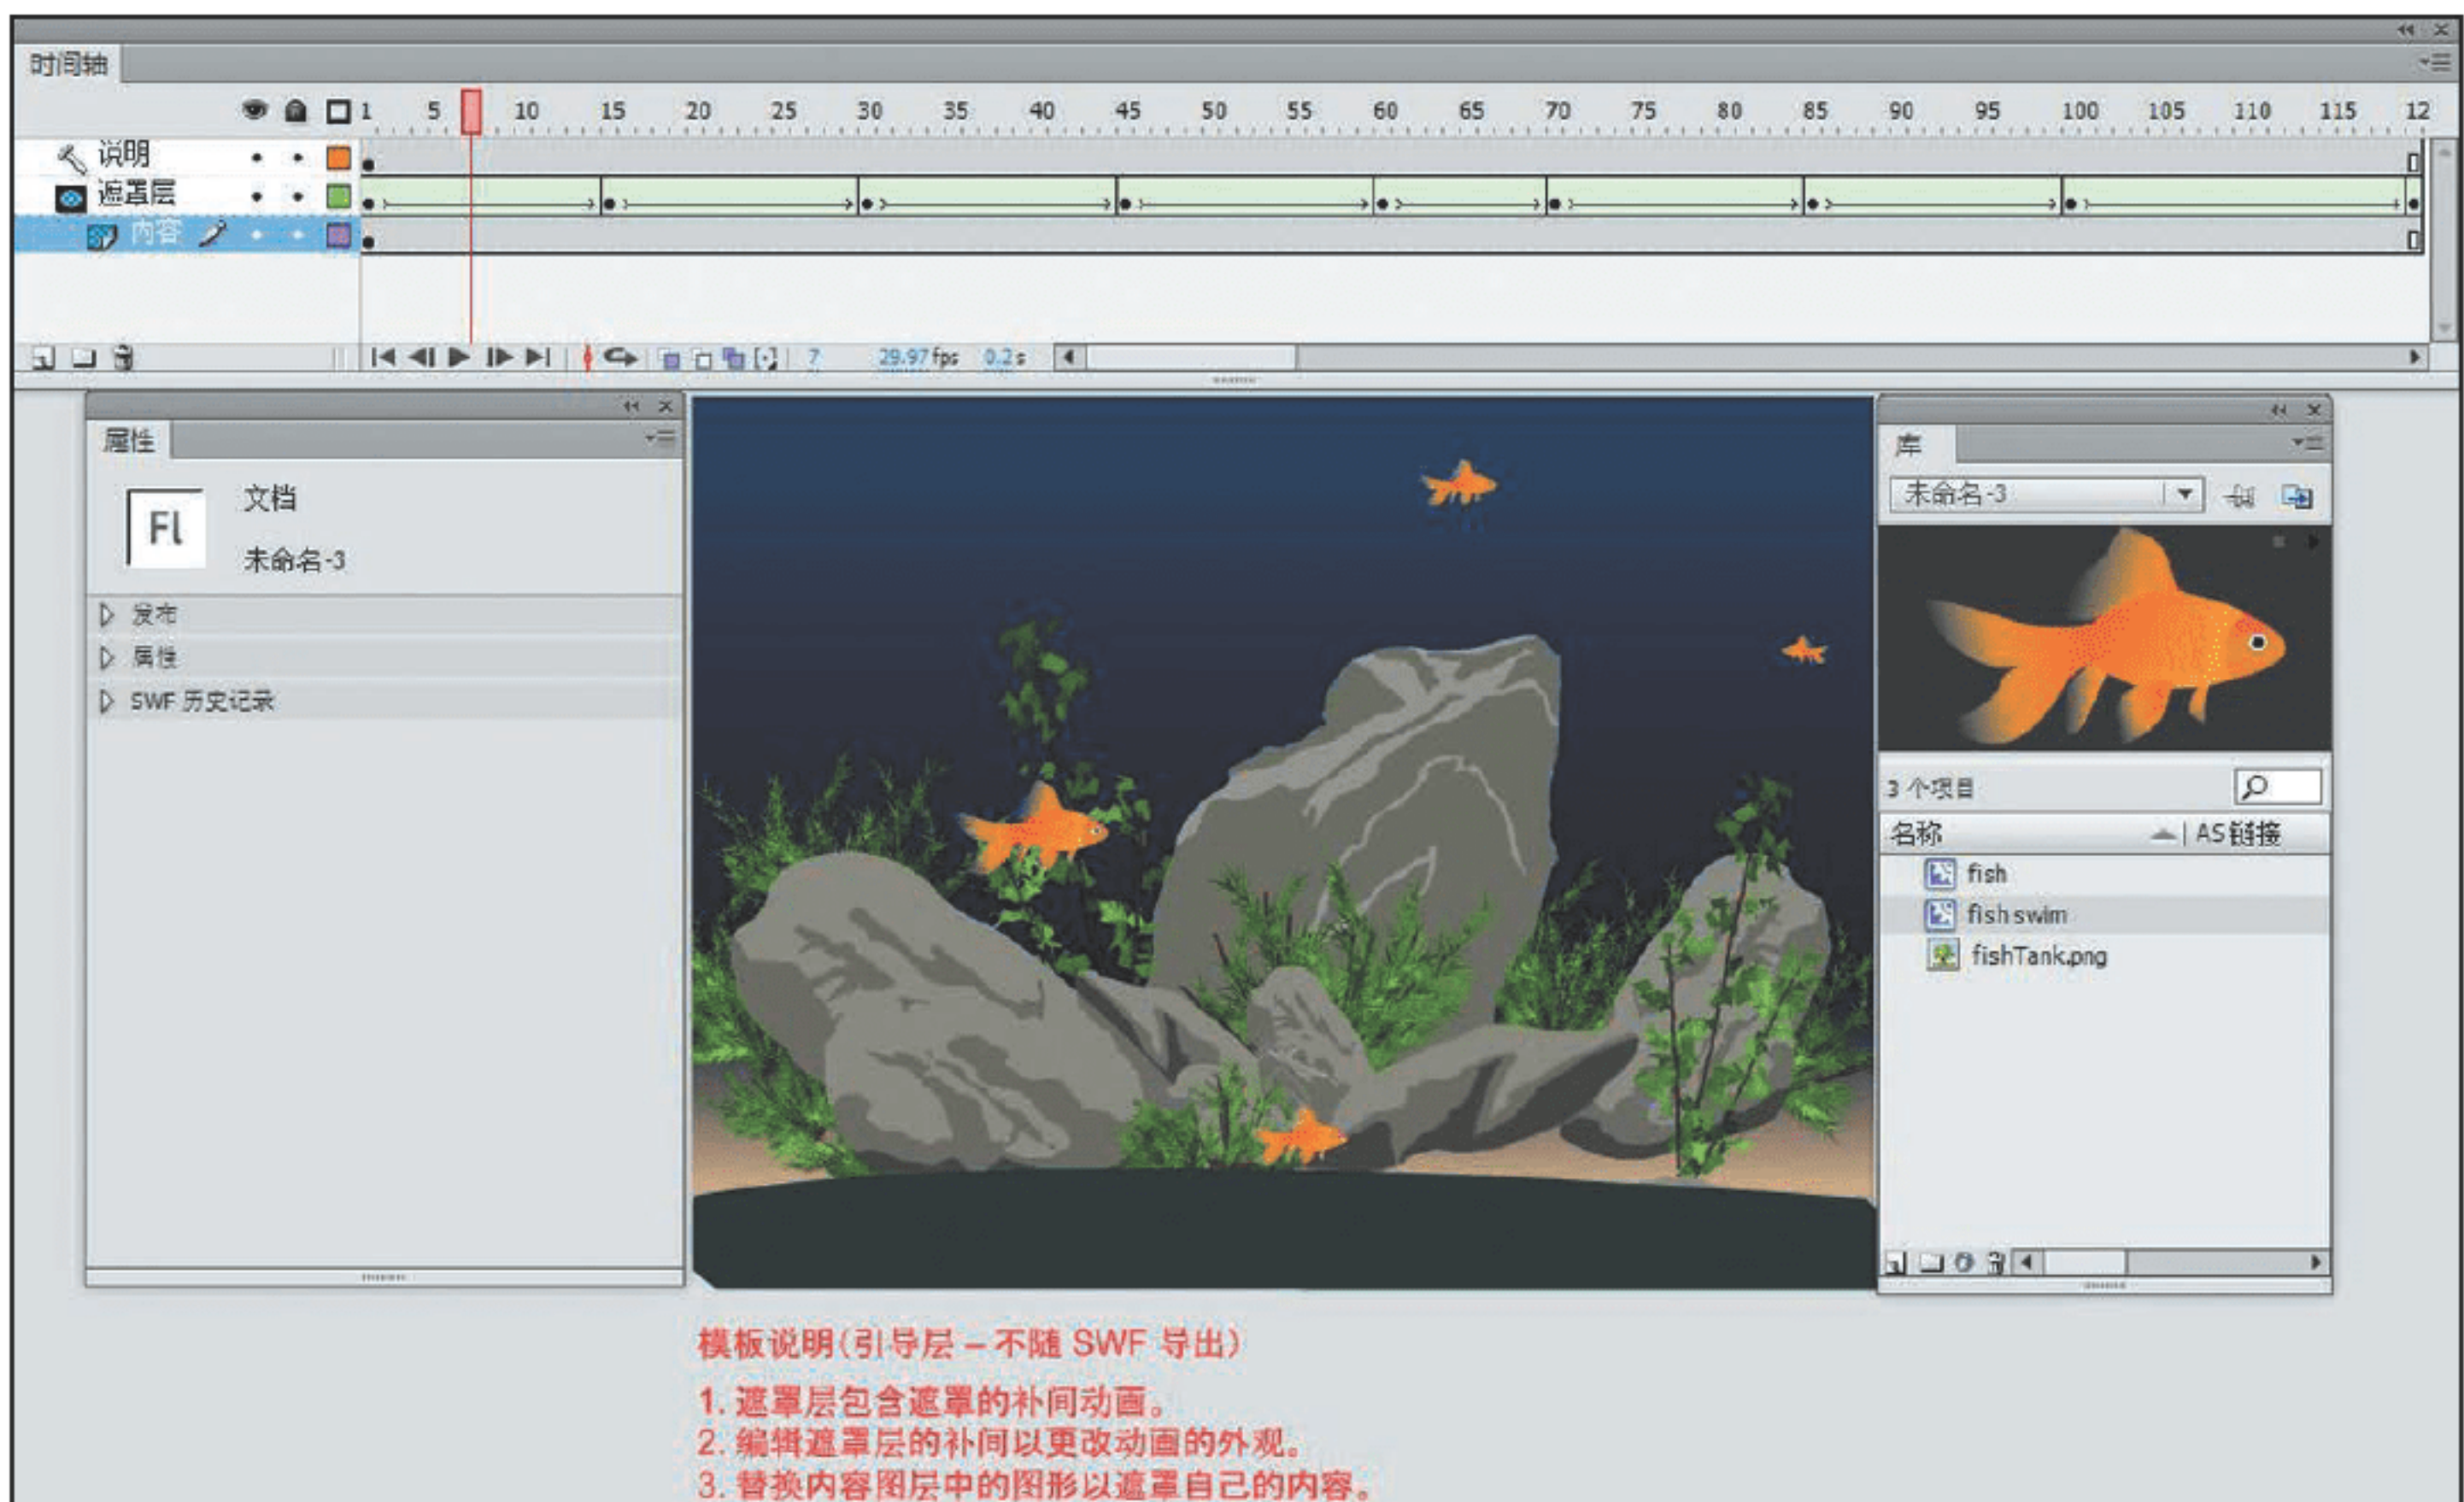 时间轴
1 5 10 15 20 25 30 35 40 45 50 55 60 65 70 75 80 85 90 95 100 105 110 115 12
说明
遮罩层
内容
7 29.97 fps 0.2 s
属性
Fl
文档
未命名-3
发布
属性
SWF 历史记录
库
未命名-3
3 个项目
名称 AS 链接
fish
fish swim
fishTank.png
模板说明(引导层 – 不随 SWF 导出)
1. 遮罩层包含遮罩的补间动画。
2. 编辑遮罩层的补间以更改动画的外观。
3. 替换内容图层中的图形以遮罩自己的内容。